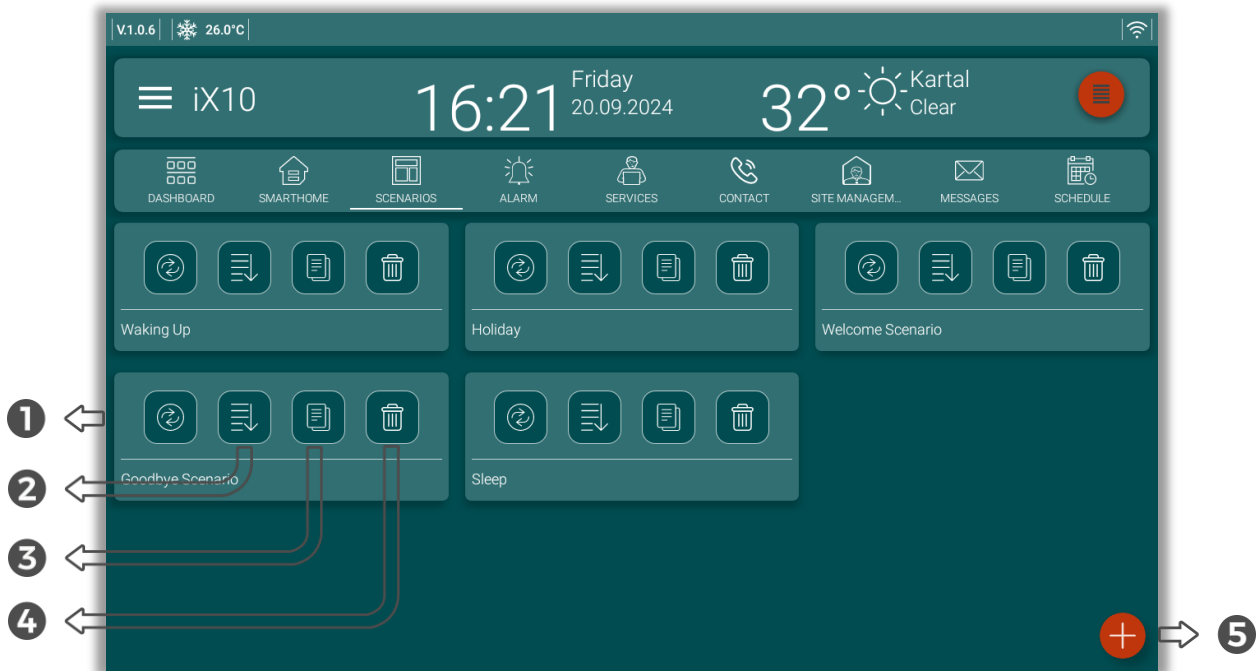 V.1.0.6 26.0°C
iX10 16:21 Friday 20.09.2024 32° Kartal Clear
DASHBOARD SMARTHOME SCENARIOS ALARM SERVICES CONTACT SITE MANAGEM... MESSAGES SCHEDULE
Waking Up Holiday Welcome Scenario
1
Goodbye Scenario Sleep
2
3
4
5